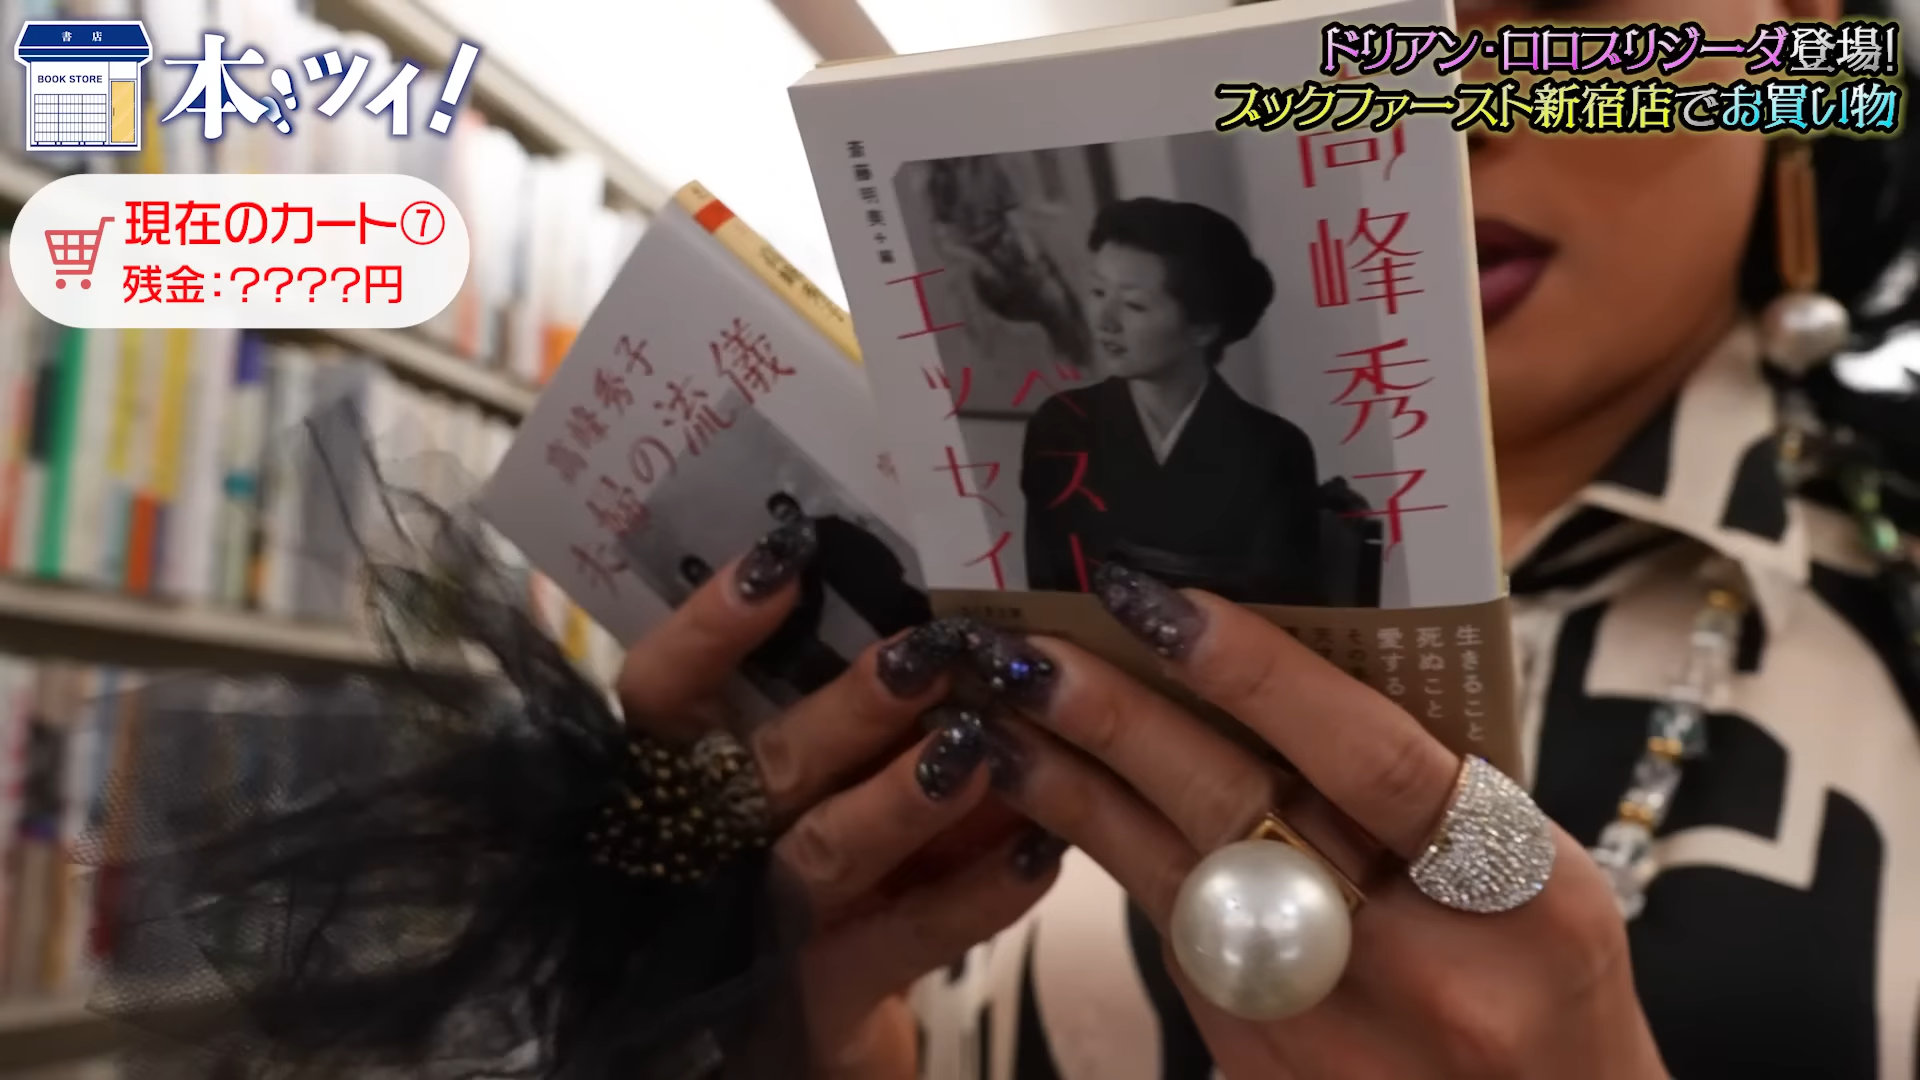 書店
BOOK STORE
本ツイ!
ドリアン・ロロブリジーダ登場!
ブックファースト新宿店でお買い物
現在のカート⑦
残金:????円
高峰秀子
夫婦の流儀
斎藤明美＝編
高峰秀子
ベスト
エッセイ
生きること
死ぬこと
愛する